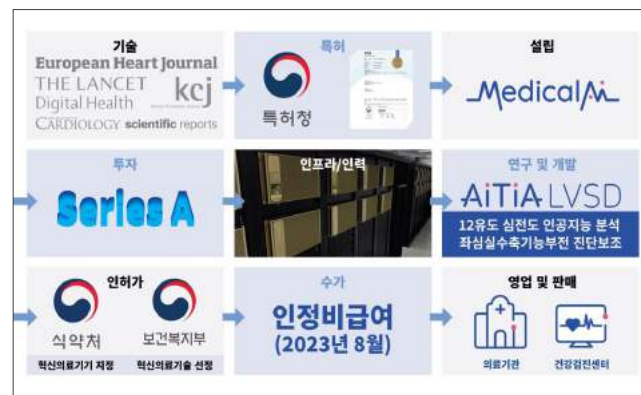 기술
European Heart Journal
THE LANCET
Digital Health
kcj
CARDIOLOGY scientific reports
특허
특허청
설립
MedicalAi
투자
Series A
인프라/인력
연구 및 개발
AiTiA LVSD
12유도 심전도 인공지능 분석
좌심실수축기능부전 진단보조
인허가
식약처
보건복지부
혁신의료기기 지정
혁신의료기술 선정
수가
인정비급여
(2023년 8월)
영업 및 판매
의료기관
건강검진센터